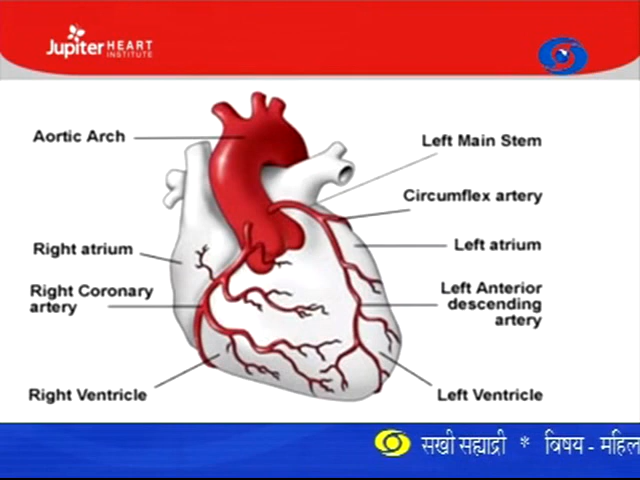 Jupiter HEART
INSTITUTE
Aortic Arch
Left Main Stem
Circumflex artery
Right atrium
Left atrium
Right Coronary
artery
Left Anterior
descending
artery
Right Ventricle
Left Ventricle
सखी सह्याद्री * विषय - महिल